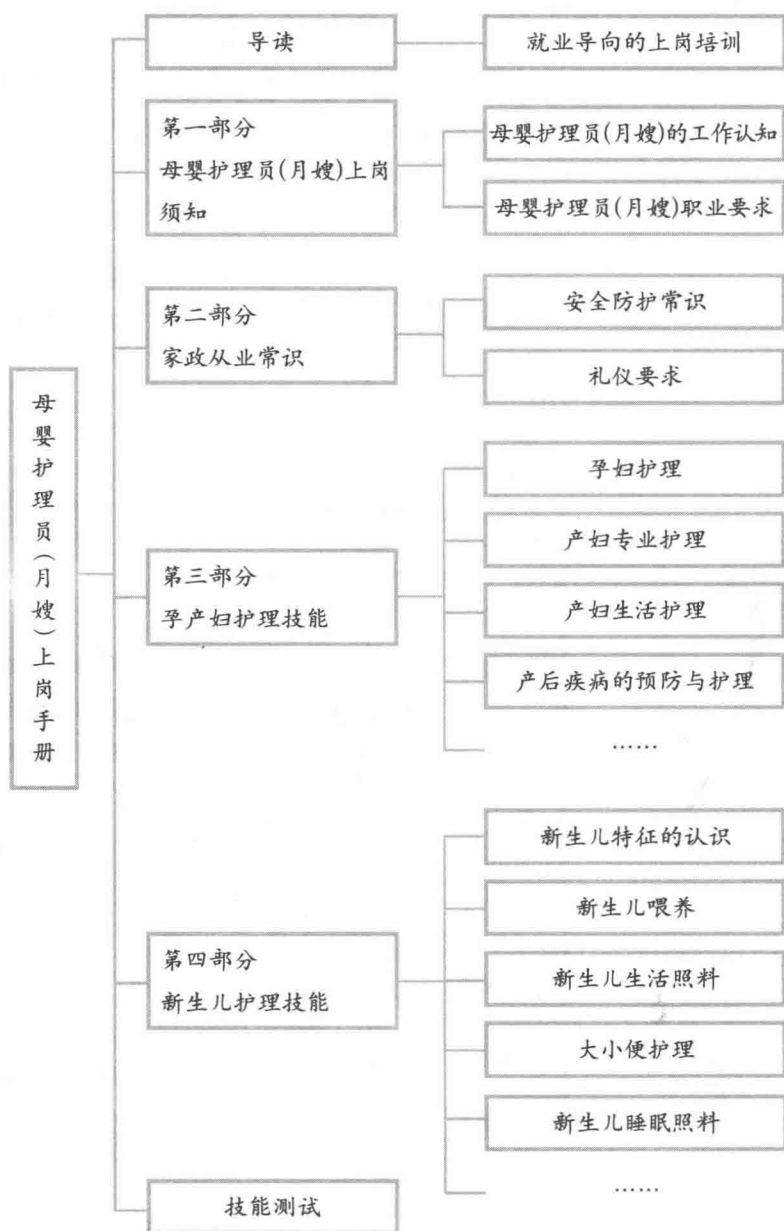 母婴护理员(月嫂)上岗手册
导读
就业导向的上岗培训
第一部分
母婴护理员(月嫂)上岗
须知
母婴护理员(月嫂)的工作认知
母婴护理员(月嫂)职业要求
第二部分
家政从业常识
安全防护常识
礼仪要求
第三部分
孕产妇护理技能
孕妇护理
产妇专业护理
产妇生活护理
产后疾病的预防与护理
……
第四部分
新生儿护理技能
新生儿特征的认识
新生儿喂养
新生儿生活照料
大小便护理
新生儿睡眠照料
……
技能测试